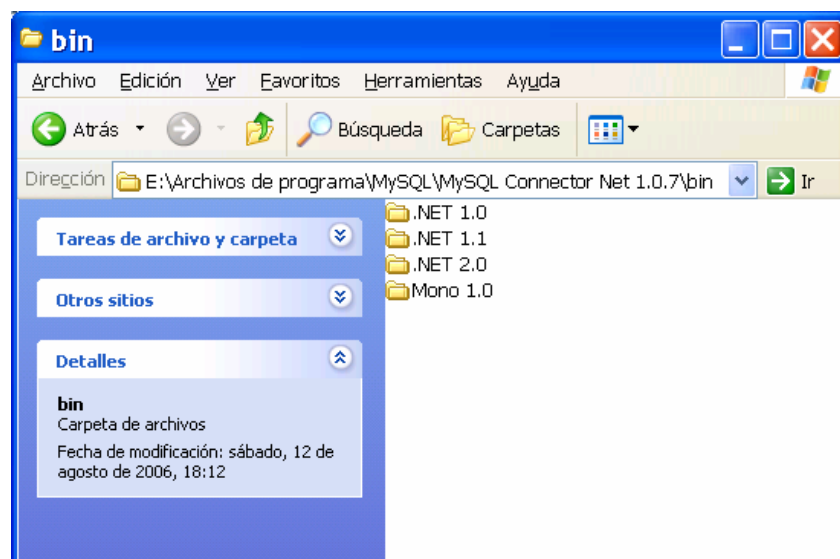 bin
Archivo Edición Ver Favoritos Herramientas Ayuda
Atrás Búsqueda Carpetas
Dirección E:\Archivos de programa\MySQL\MySQL Connector Net 1.0.7\bin Ir
Tareas de archivo y carpeta
Otros sitios
Detalles
bin
Carpeta de archivos
Fecha de modificación: sábado, 12 de
agosto de 2006, 18:12
.NET 1.0
.NET 1.1
.NET 2.0
Mono 1.0